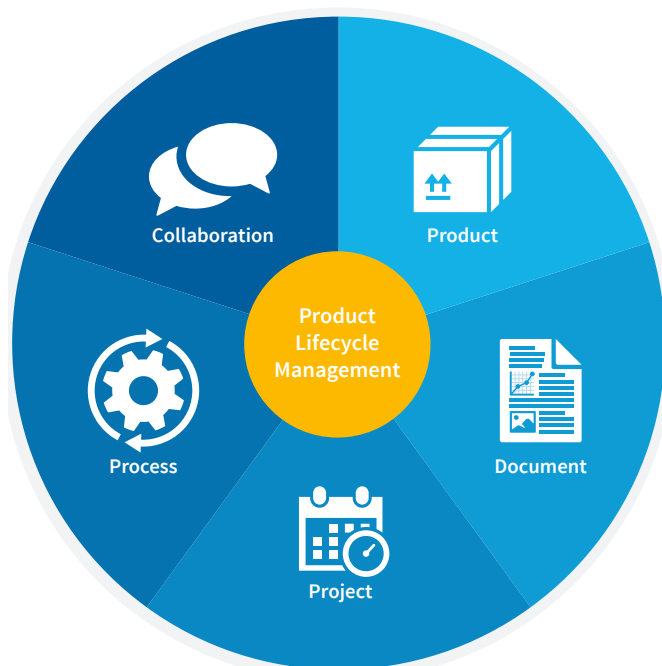 Collaboration
Product
Product
Lifecycle
Management
Process
Document
Project